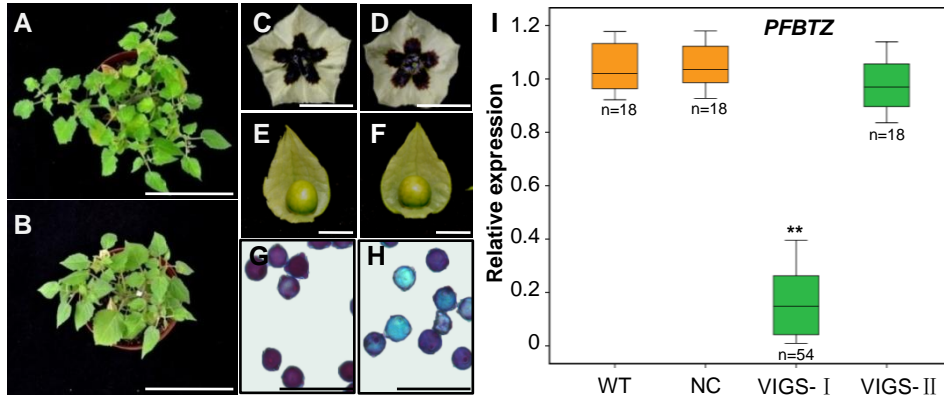 A
B
C
D
E
F
G
H
I
PFBTZ
Relative expression
1.2
1.0
0.8
0.6
0.4
0.2
0
n=18
n=18
**
n=54
n=18
WT
NC
VIGS-Ⅰ
VIGS-Ⅱ